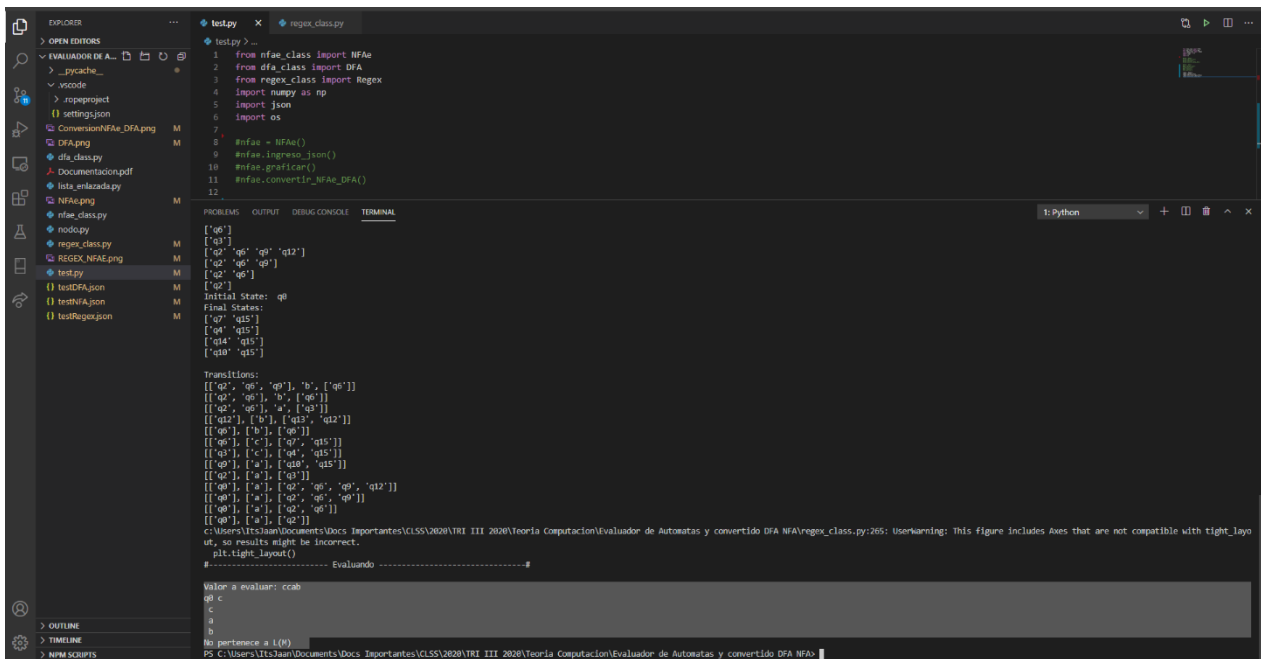 EXPLORER
> OPEN EDITORS
EVALUADOR DE A...
> __pycache__
.vscode
> .ropeproject
{} settings.json
ConversionNFAe_DFA.png M
DFA.png M
dfa_class.py
Documentacion.pdf
lista_enlazada.py
NFAe.png M
nfae_class.py
nodo.py
regex_class.py M
REGEX_NFAE.png M
test.py M
{} testDFA.json M
{} testNFA.json M
{} testRegex.json M
> OUTLINE
> TIMELINE
> NPM SCRIPTS
11
test.py × regex_class.py
test.py > ...
1 from nfae_class import NFAe
2 from dfa_class import DFA
3 from regex_class import Regex
4 import numpy as np
5 import json
6 import os
7
8 #nfae = NFAe()
9 #nfae.ingreso_json()
10 #nfae.graficar()
11 #nfae.convertir_NFAe_DFA()
12
PROBLEMS OUTPUT DEBUG CONSOLE TERMINAL 1: Python
['q6']
['q3']
['q2' 'q6' 'q9' 'q12']
['q2' 'q6' 'q9']
['q2' 'q6']
['q2']
Initial State: q0
Final States:
['q7' 'q15']
['q4' 'q15']
['q14' 'q15']
['q10' 'q15']
Transitions:
[['q2', 'q6', 'q9'], 'b', ['q6']]
[['q2', 'q6'], 'b', ['q6']]
[['q2', 'q6'], 'a', ['q3']]
[['q12'], ['b'], ['q13', 'q12']]
[['q6'], ['b'], ['q6']]
[['q6'], ['c'], ['q7', 'q15']]
[['q3'], ['c'], ['q4', 'q15']]
[['q9'], ['a'], ['q10', 'q15']]
[['q2'], ['a'], ['q3']]
[['q0'], ['a'], ['q2', 'q6', 'q9', 'q12']]
[['q0'], ['a'], ['q2', 'q6', 'q9']]
[['q0'], ['a'], ['q2', 'q6']]
[['q0'], ['a'], ['q2']]
c:\Users\ItsJaan\Documents\Docs Importantes\CLSS\2020\TRI III 2020\Teoria Computacion\Evaluador de Automatas y convertido DFA NFA\regex_class.py:265: UserWarning: This figure includes Axes that are not compatible with tight_layo
ut, so results might be incorrect.
plt.tight_layout()
#-------------------------- Evaluando --------------------------------#
Valor a evaluar: ccab
q0 c
c
a
b
No pertenece a L(M)
PS C:\Users\ItsJaan\Documents\Docs Importantes\CLSS\2020\TRI III 2020\Teoria Computacion\Evaluador de Automatas y convertido DFA NFA>